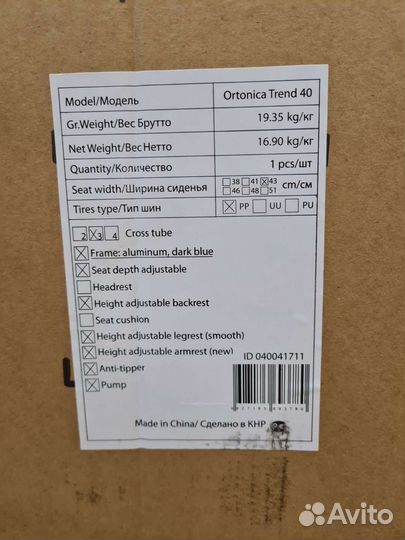 Model/Модель Ortonica Trend 40
Gr.Weight/Вес Брутто 19.35 kg/кг
Net Weight/Вес Нетто 16.90 kg/кг
Quantity/Количество 1 pcs/шт
Seat width/Ширина сиденья 38 41 43 46 48 51 cm/см
Tires type/Тип шин PP UU PU
2 3 4 Cross tube
Frame: aluminum, dark blue
Seat depth adjustable
Headrest
Height adjustable backrest
Seat cushion
Height adjustable legrest (smooth)
Height adjustable armrest (new)
ID 040041711
Anti-tipper
Pump
Made in China/ Сделано в КНР
Avito